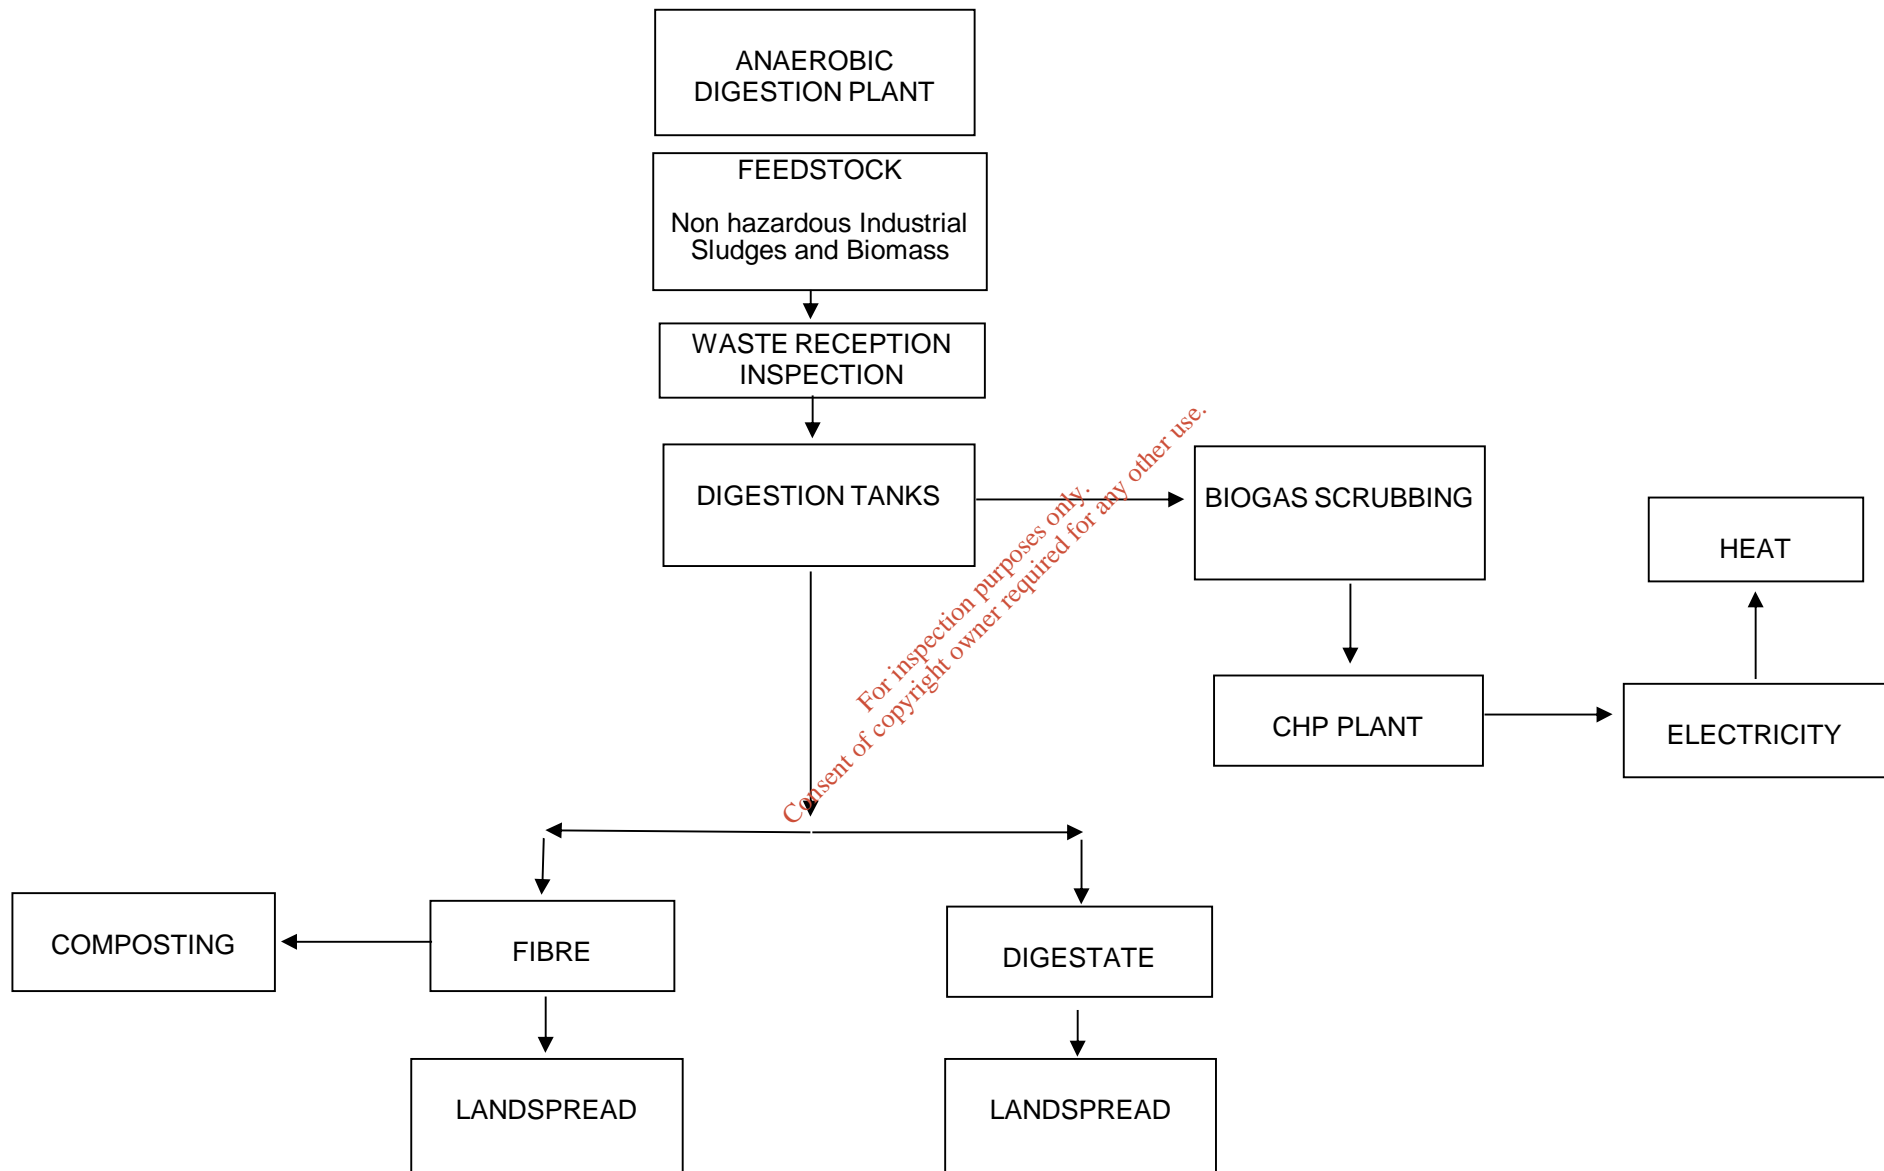 ANAEROBIC
DIGESTION PLANT
FEEDSTOCK
Non hazardous Industrial
Sludges and Biomass
WASTE RECEPTION
INSPECTION
DIGESTION TANKS
BIOGAS SCRUBBING
HEAT
CHP PLANT
ELECTRICITY
For inspection purposes only.
Consent of copyright owner required for any other use.
COMPOSTING
FIBRE
DIGESTATE
LANDSPREAD
LANDSPREAD